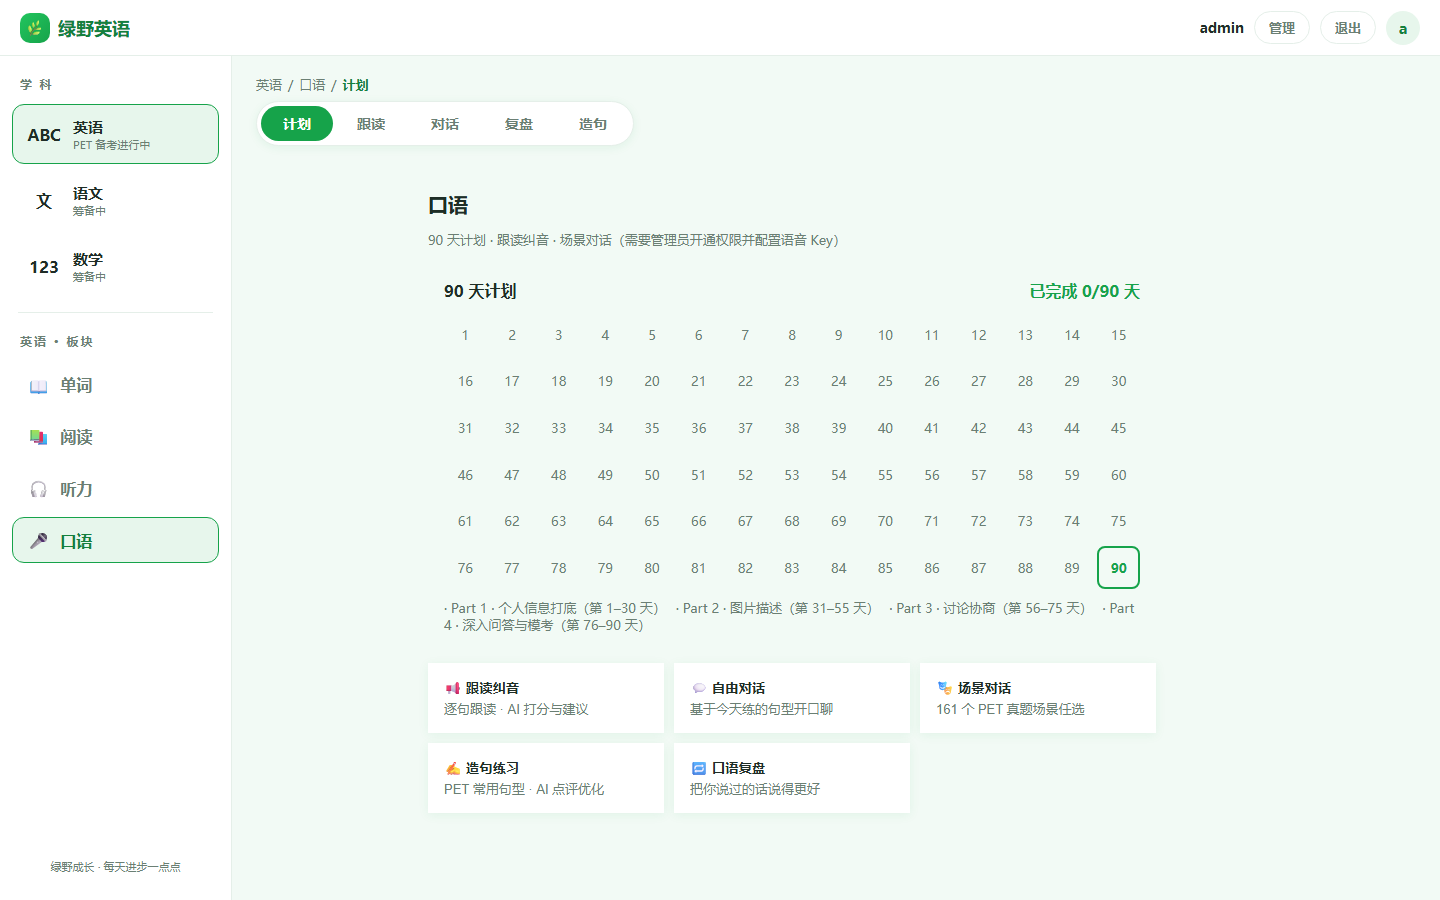 绿野英语
admin 管理 退出 a
学 科
ABC 英语
PET 备考进行中
文 语文
筹备中
123 数学
筹备中
英语 · 板块
单词
阅读
听力
口语
绿野成长 · 每天进步一点点
英语 / 口语 / 计划
计划 跟读 对话 复盘 造句
口语
90 天计划 · 跟读纠音 · 场景对话（需要管理员开通权限并配置语音 Key）
90 天计划 已完成 0/90 天
1 2 3 4 5 6 7 8 9 10 11 12 13 14 15
16 17 18 19 20 21 22 23 24 25 26 27 28 29 30
31 32 33 34 35 36 37 38 39 40 41 42 43 44 45
46 47 48 49 50 51 52 53 54 55 56 57 58 59 60
61 62 63 64 65 66 67 68 69 70 71 72 73 74 75
76 77 78 79 80 81 82 83 84 85 86 87 88 89 90
· Part 1 · 个人信息打底（第 1–30 天） · Part 2 · 图片描述（第 31–55 天） · Part 3 · 讨论协商（第 56–75 天） · Part
4 · 深入问答与模考（第 76–90 天）
跟读纠音
逐句跟读 · AI 打分与建议
自由对话
基于今天练的句型开口聊
场景对话
161 个 PET 真题场景任选
造句练习
PET 常用句型 · AI 点评优化
口语复盘
把你说过的话说得更好